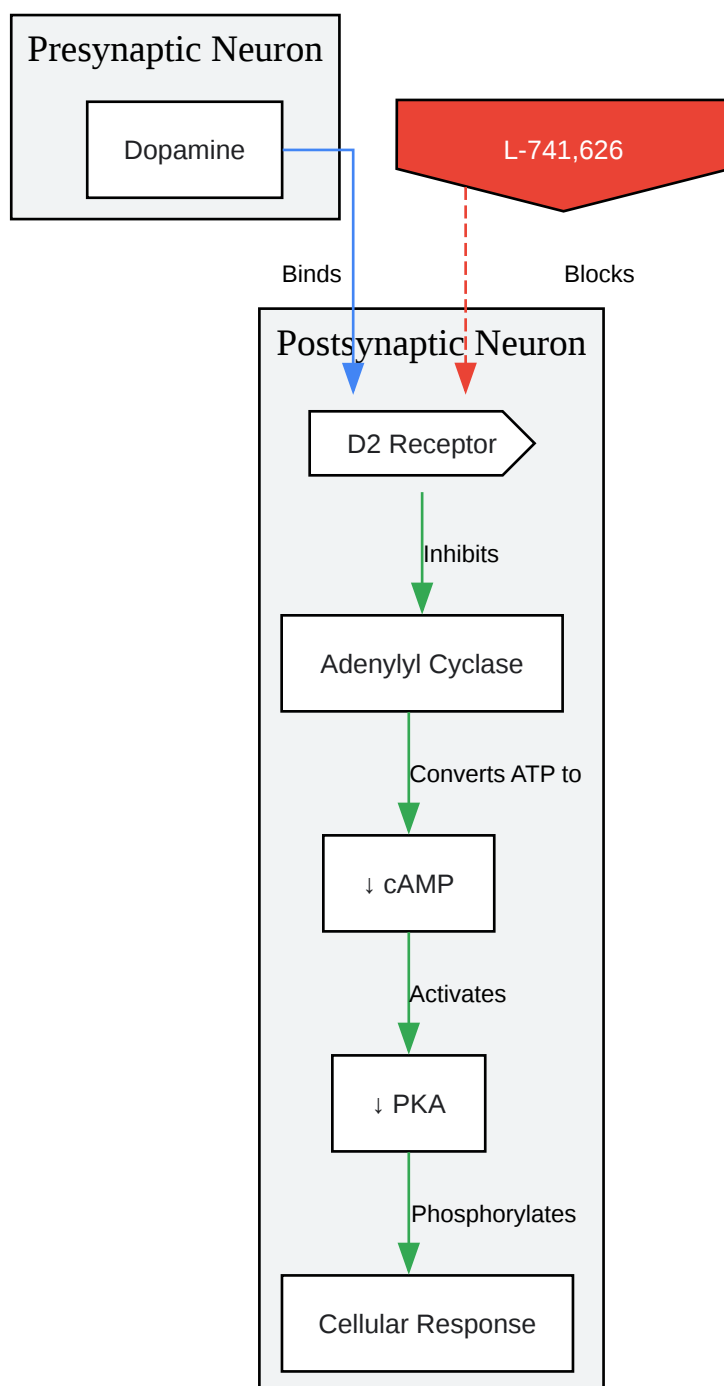 Presynaptic Neuron
Dopamine
L-741,626
Binds
Blocks
Postsynaptic Neuron
D2 Receptor
Inhibits
Adenylyl Cyclase
Converts ATP to
↓ cAMP
Activates
↓ PKA
Phosphorylates
Cellular Response